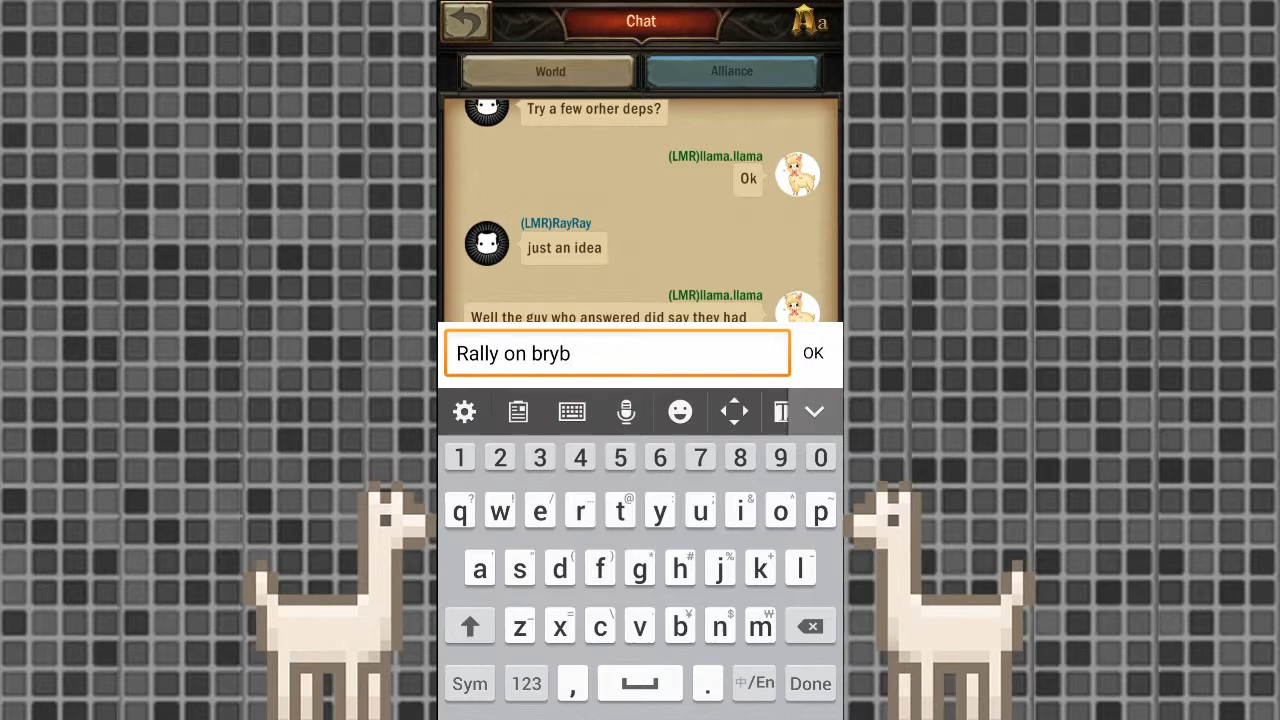 Chat
Aa
World
Alliance
Try a few orher deps?
(LMR)llama.llama
Ok
(LMR)RayRay
just an idea
(LMR)llama.llama
Well the guy who answered did say they had
Rally on bryb
OK
1 2 3 4 5 6 7 8 9 0
q w e r t y u i o p
a s d f g h j k l
z x c v b n m
Sym 123 , . 中/En Done